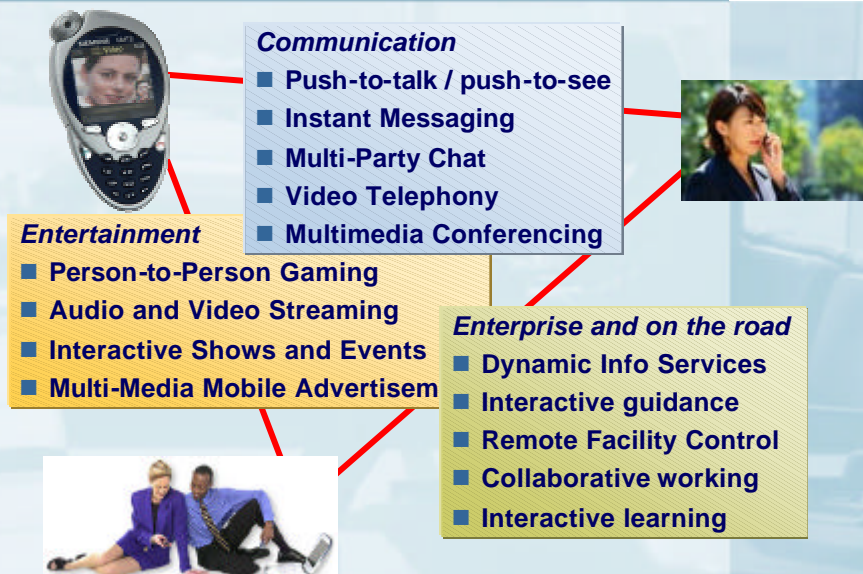 Communication
Push-to-talk / push-to-see
Instant Messaging
Multi-Party Chat
Video Telephony
Multimedia Conferencing
Entertainment
Person-to-Person Gaming
Audio and Video Streaming
Interactive Shows and Events
Multi-Media Mobile Advertisem
Enterprise and on the road
Dynamic Info Services
Interactive guidance
Remote Facility Control
Collaborative working
Interactive learning